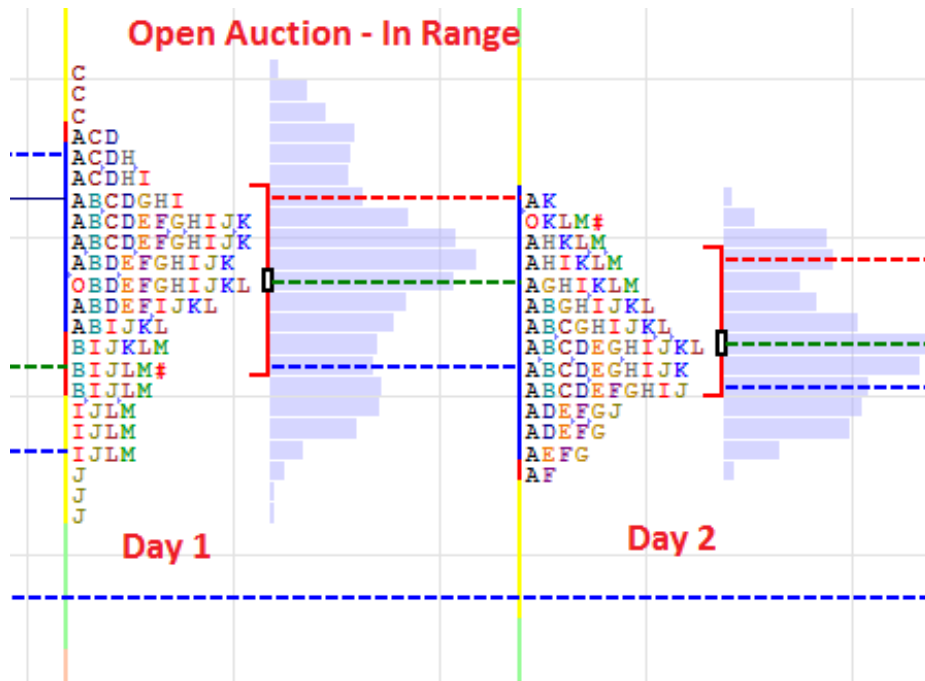 Open Auction - In Range
C
C
C
ACD
ACDH
ACDHI
ABCDGHI
ABCDEFGHIJK
ABCDEFGHIJK
ABDEFGHIJK
OBDEFGHIJKL
ABDEFIJKL
ABIJKL
BIJKLM
BIJLM‡
BIJLM
IJLM
IJLM
IJLM
J
J
J
Day 1
AK
OKLM‡
AHKLM
AHIKLM
AGHIKLM
ABGHIJKL
ABCGHIJKL
ABCDEGHIJKL
ABCDEGHIJK
ABCDEFGHIJ
ADEFGJ
ADEFG
AEFG
AF
Day 2